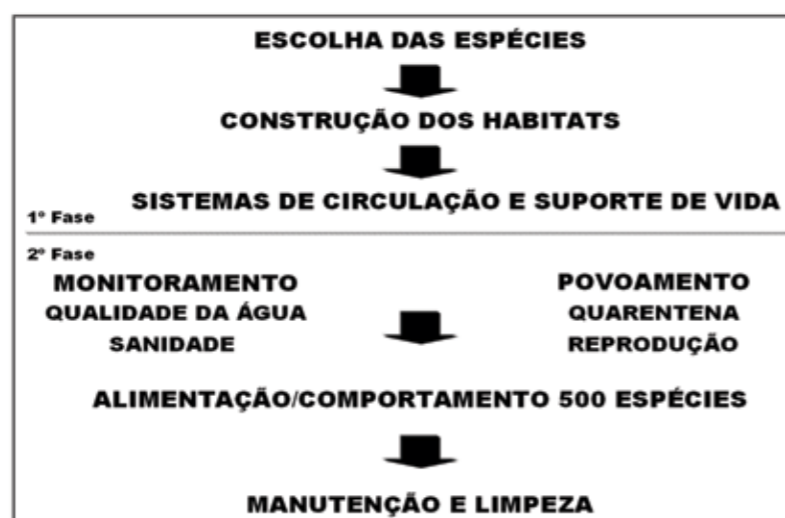 ESCOLHA DAS ESPÉCIES
CONSTRUÇÃO DOS HABITATS
SISTEMAS DE CIRCULAÇÃO E SUPORTE DE VIDA
1º Fase
2º Fase
MONITORAMENTO
QUALIDADE DA ÁGUA
SANIDADE
POVOAMENTO
QUARENTENA
REPRODUÇÃO
ALIMENTAÇÃO/COMPORTAMENTO 500 ESPÉCIES
MANUTENÇÃO E LIMPEZA